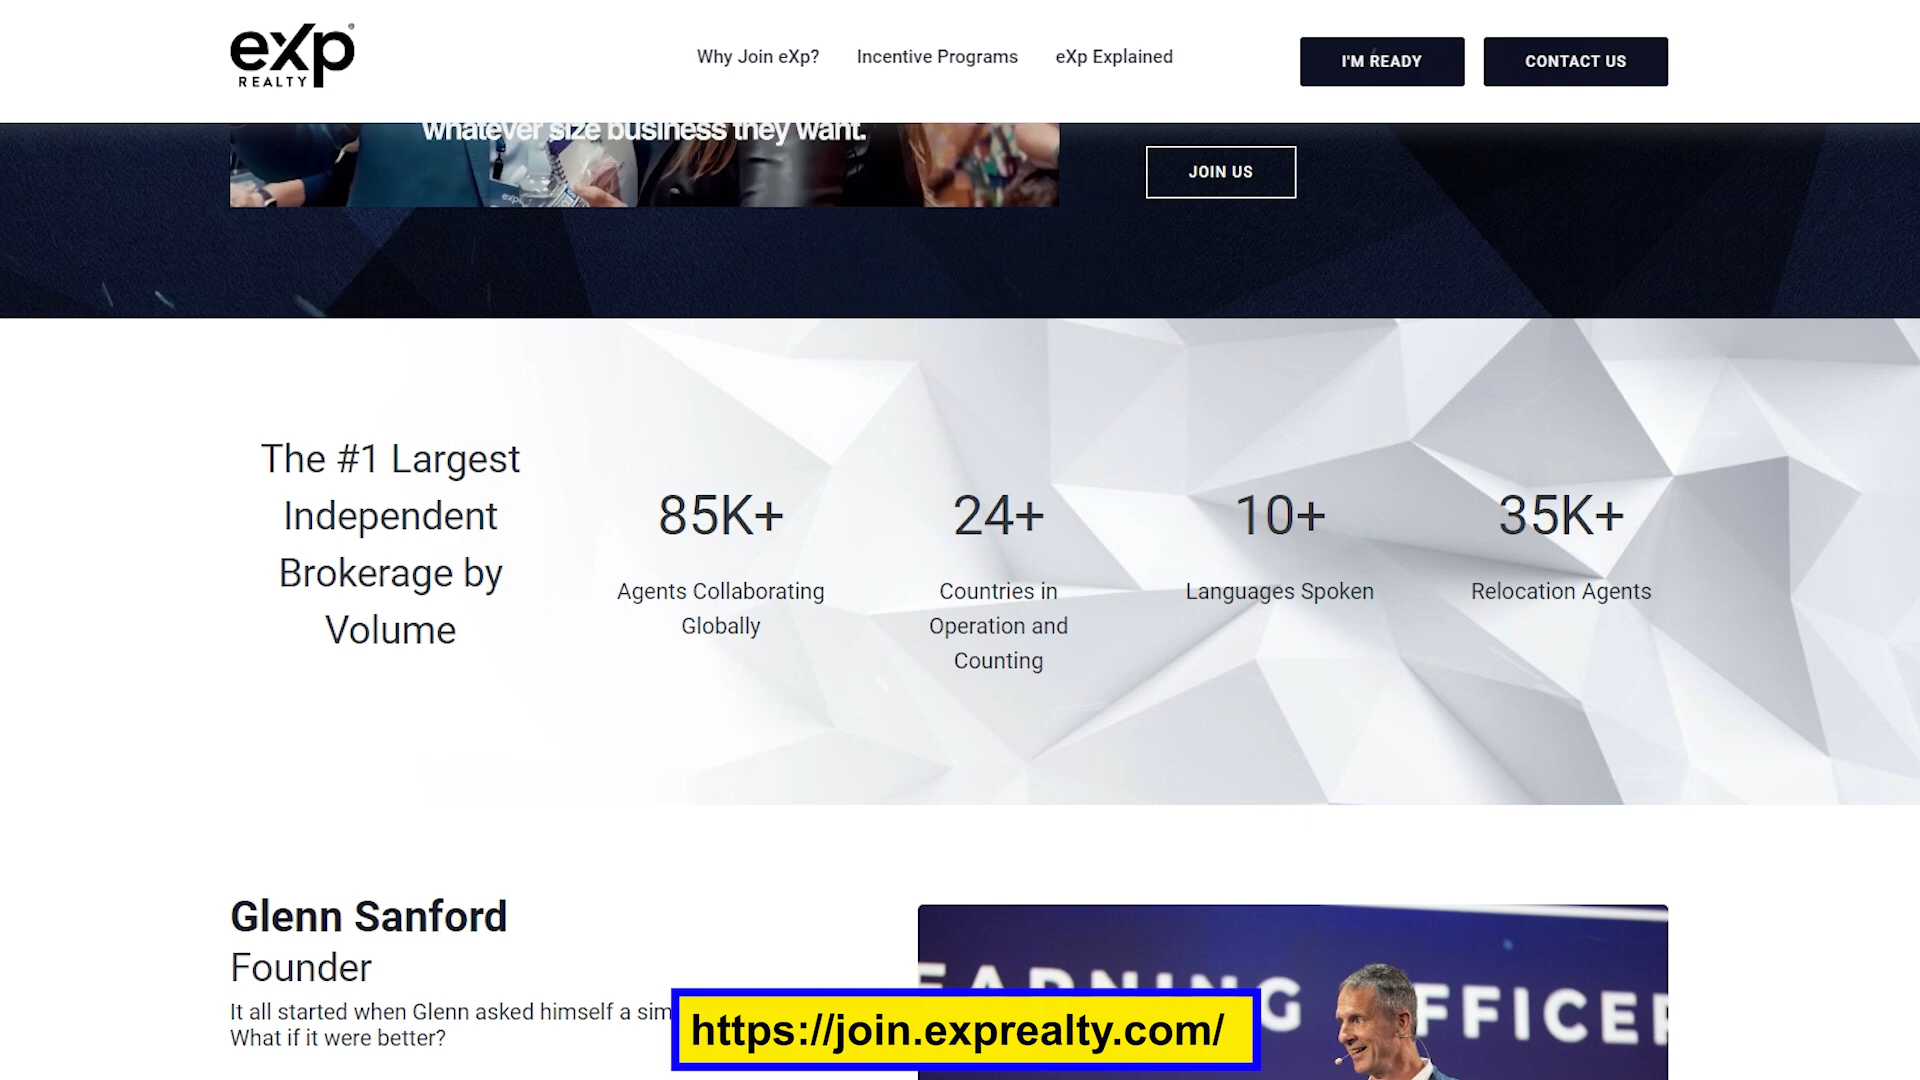 eXp®
REALTY
Why Join eXp?
Incentive Programs
eXp Explained
I'M READY
CONTACT US
whatever size business they want.
exp
JOIN US
The #1 Largest
Independent
Brokerage by
Volume
85K+
Agents Collaborating
Globally
24+
Countries in
Operation and
Counting
10+
Languages Spoken
35K+
Relocation Agents
Glenn Sanford
Founder
It all started when Glenn asked himself a sim
What if it were better?
EARNING OFFICER
https://join.exprealty.com/